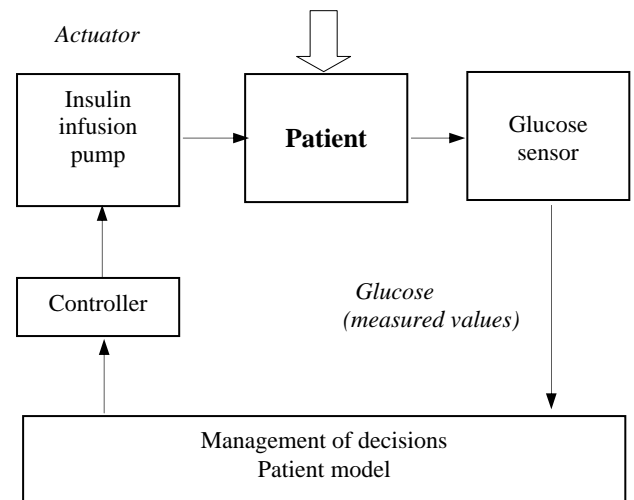 Actuator
Insulin
infusion
pump
Patient
Glucose
sensor
Controller
Glucose
(measured values)
Management of decisions
Patient model